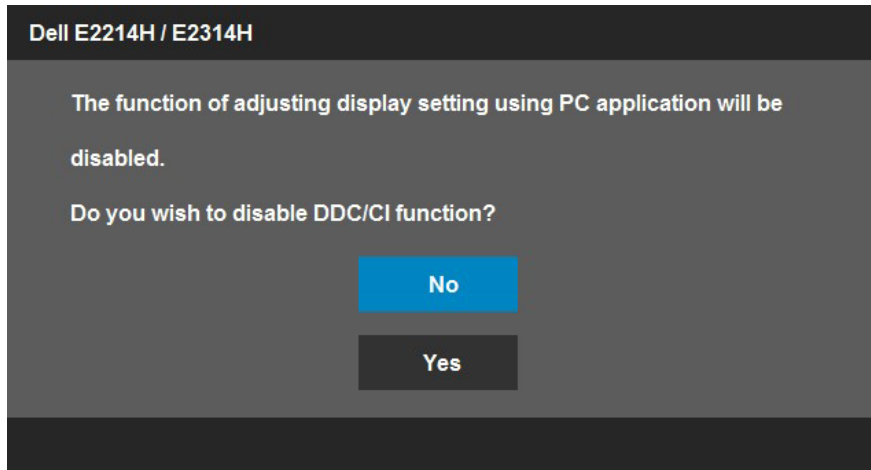 Dell E2214H / E2314H
The function of adjusting display setting using PC application will be
disabled.
Do you wish to disable DDC/CI function?
No
Yes